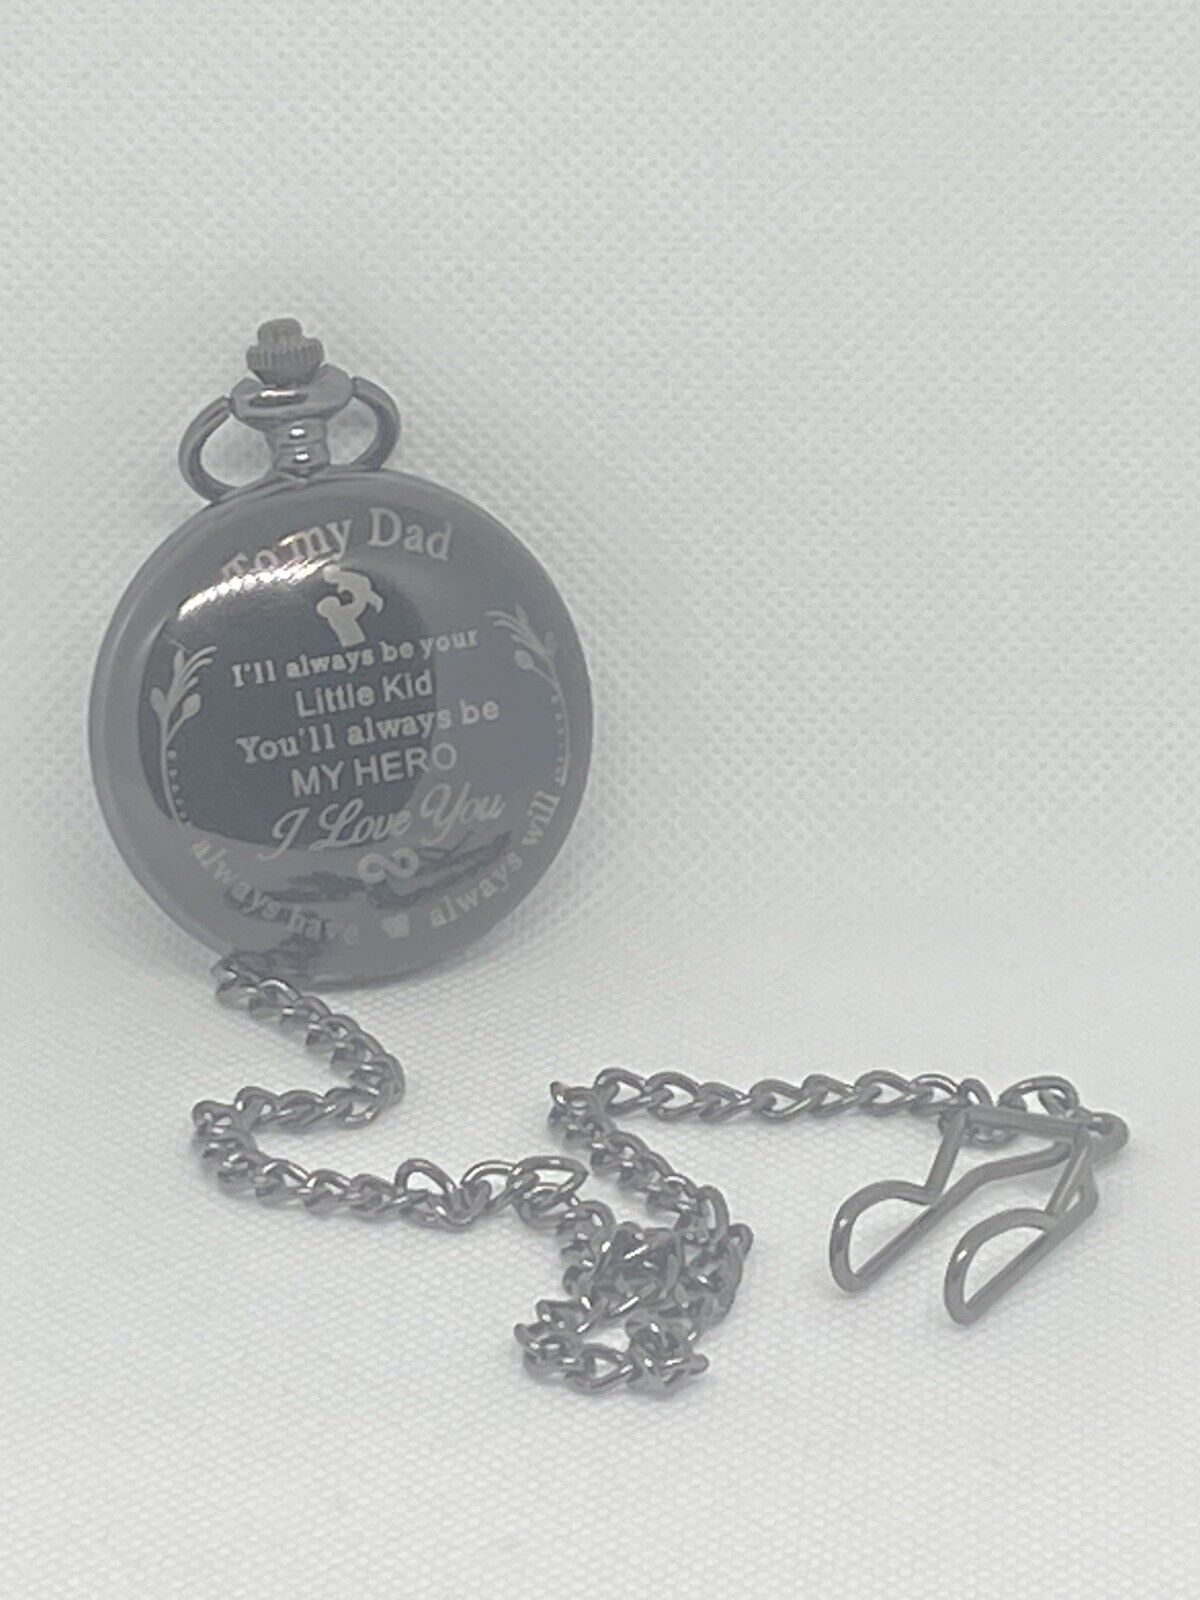 To my Dad
I'll always be your
Little Kid
You'll always be
MY HERO
I Love You
always have always will